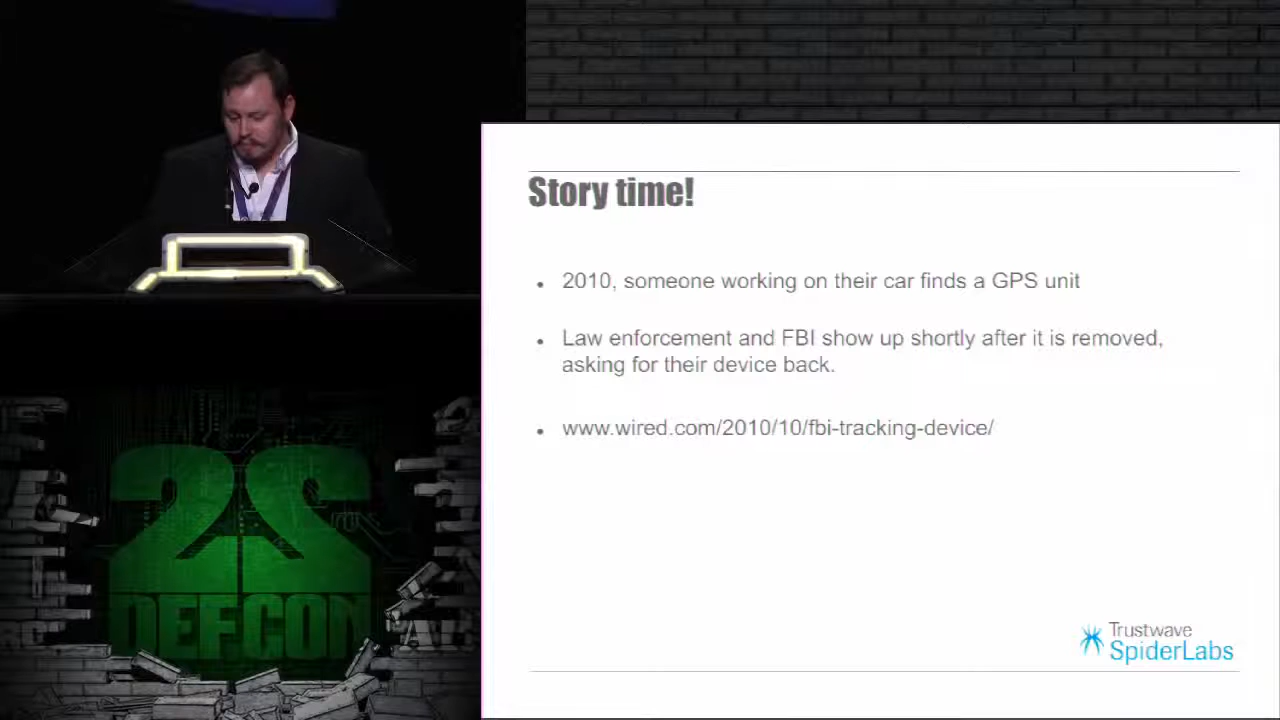 Story time!
• 2010, someone working on their car finds a GPS unit
• Law enforcement and FBI show up shortly after it is removed,
asking for their device back.
• www.wired.com/2010/10/fbi-tracking-device/
Trustwave
SpiderLabs
22
DEFCON